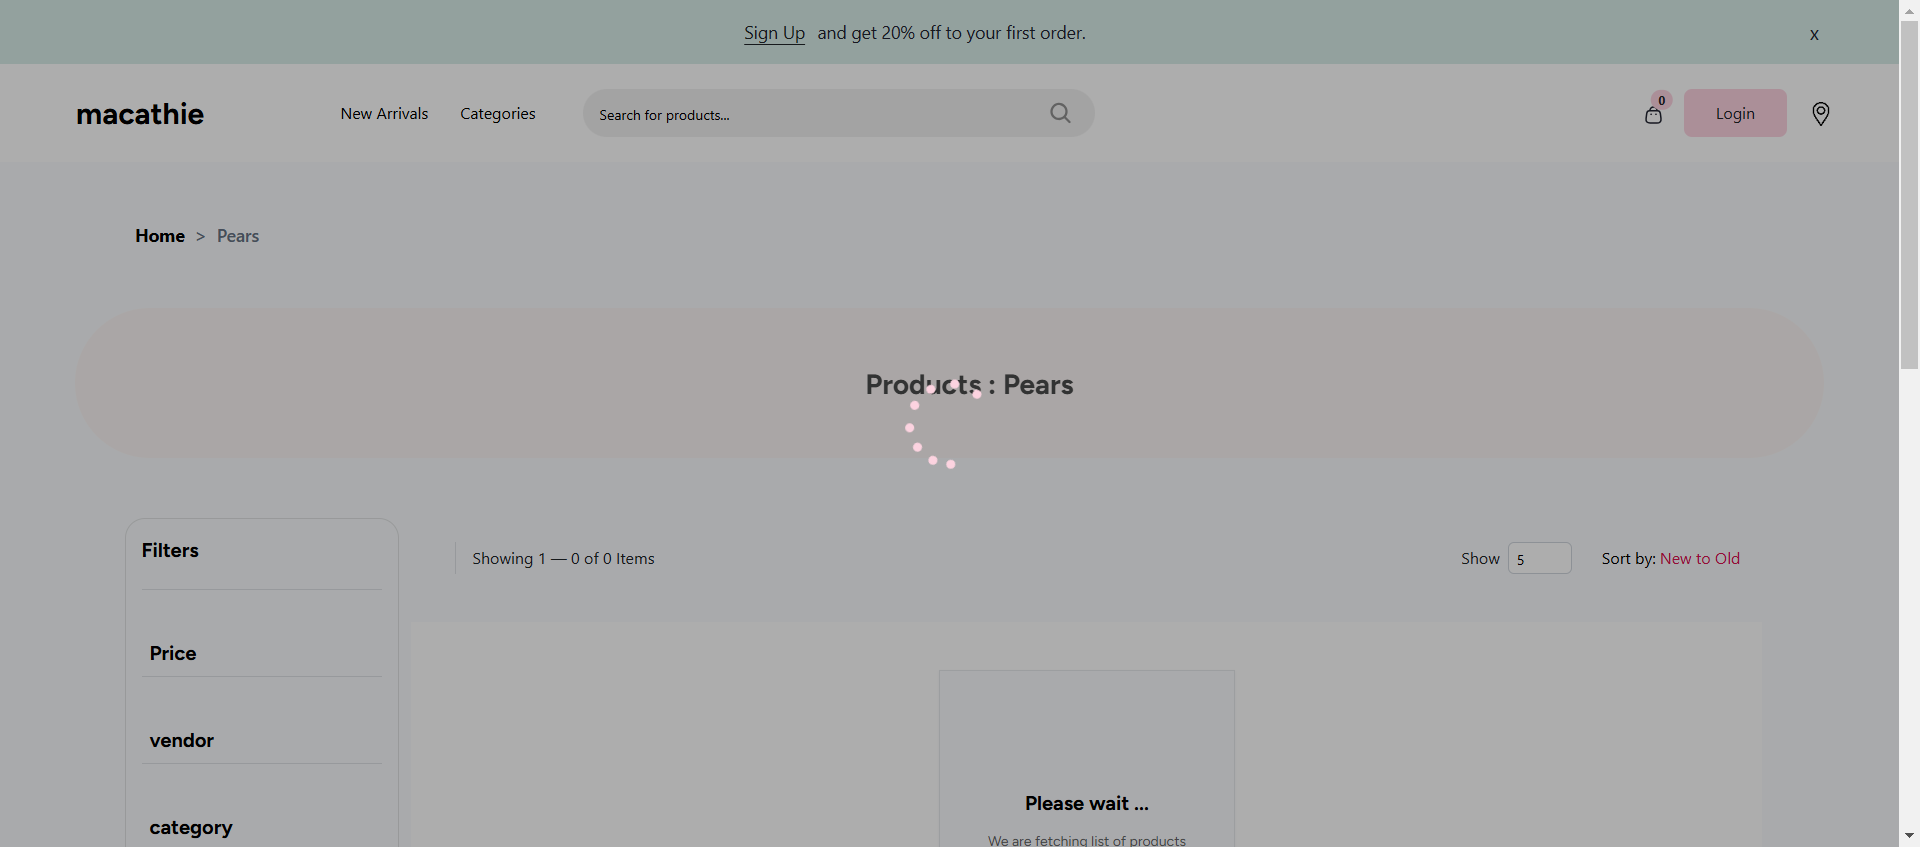 Sign Up and get 20% off to your first order.
x
macathie
New Arrivals
Categories
Search for products...
0
Login
Home > Pears
Products : Pears
Filters
Showing 1 — 0 of 0 Items
Show 5
Sort by: New to Old
Price
vendor
category
Please wait ...
We are fetching list of products